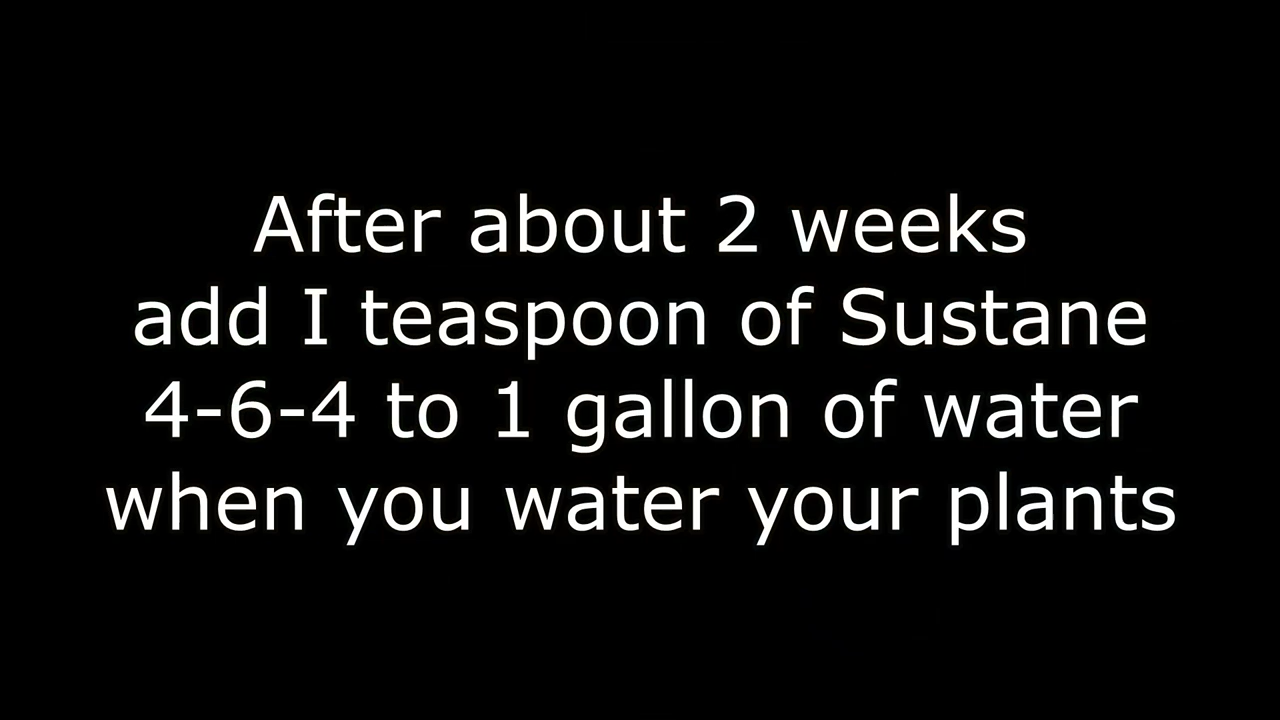 After about 2 weeks
add I teaspoon of Sustane
4-6-4 to 1 gallon of water
when you water your plants